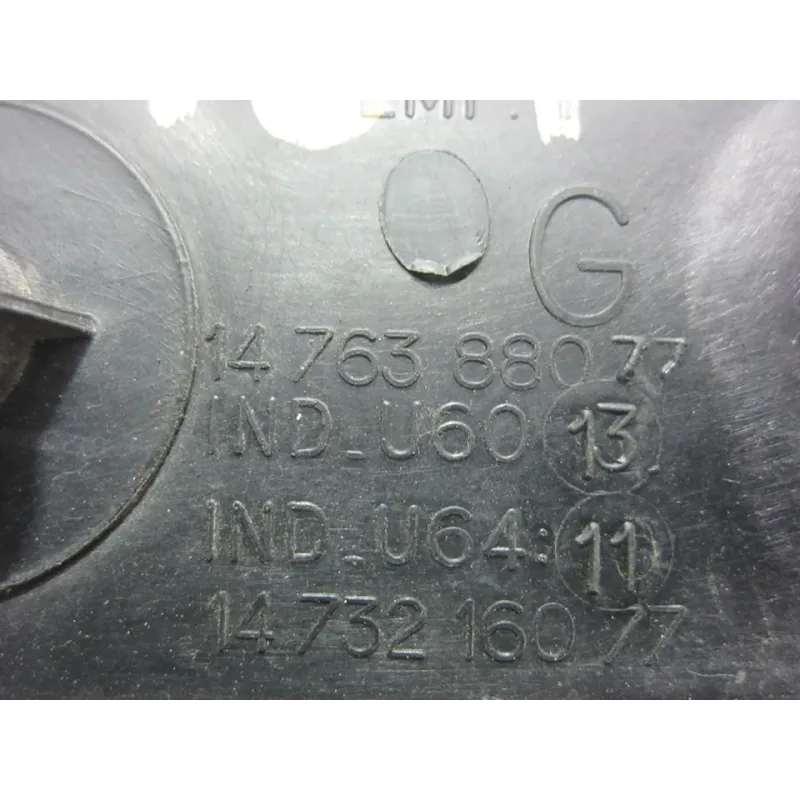 G
14 763 880 77
IND_U60 13
IND_U64: 11
14 732 160 77